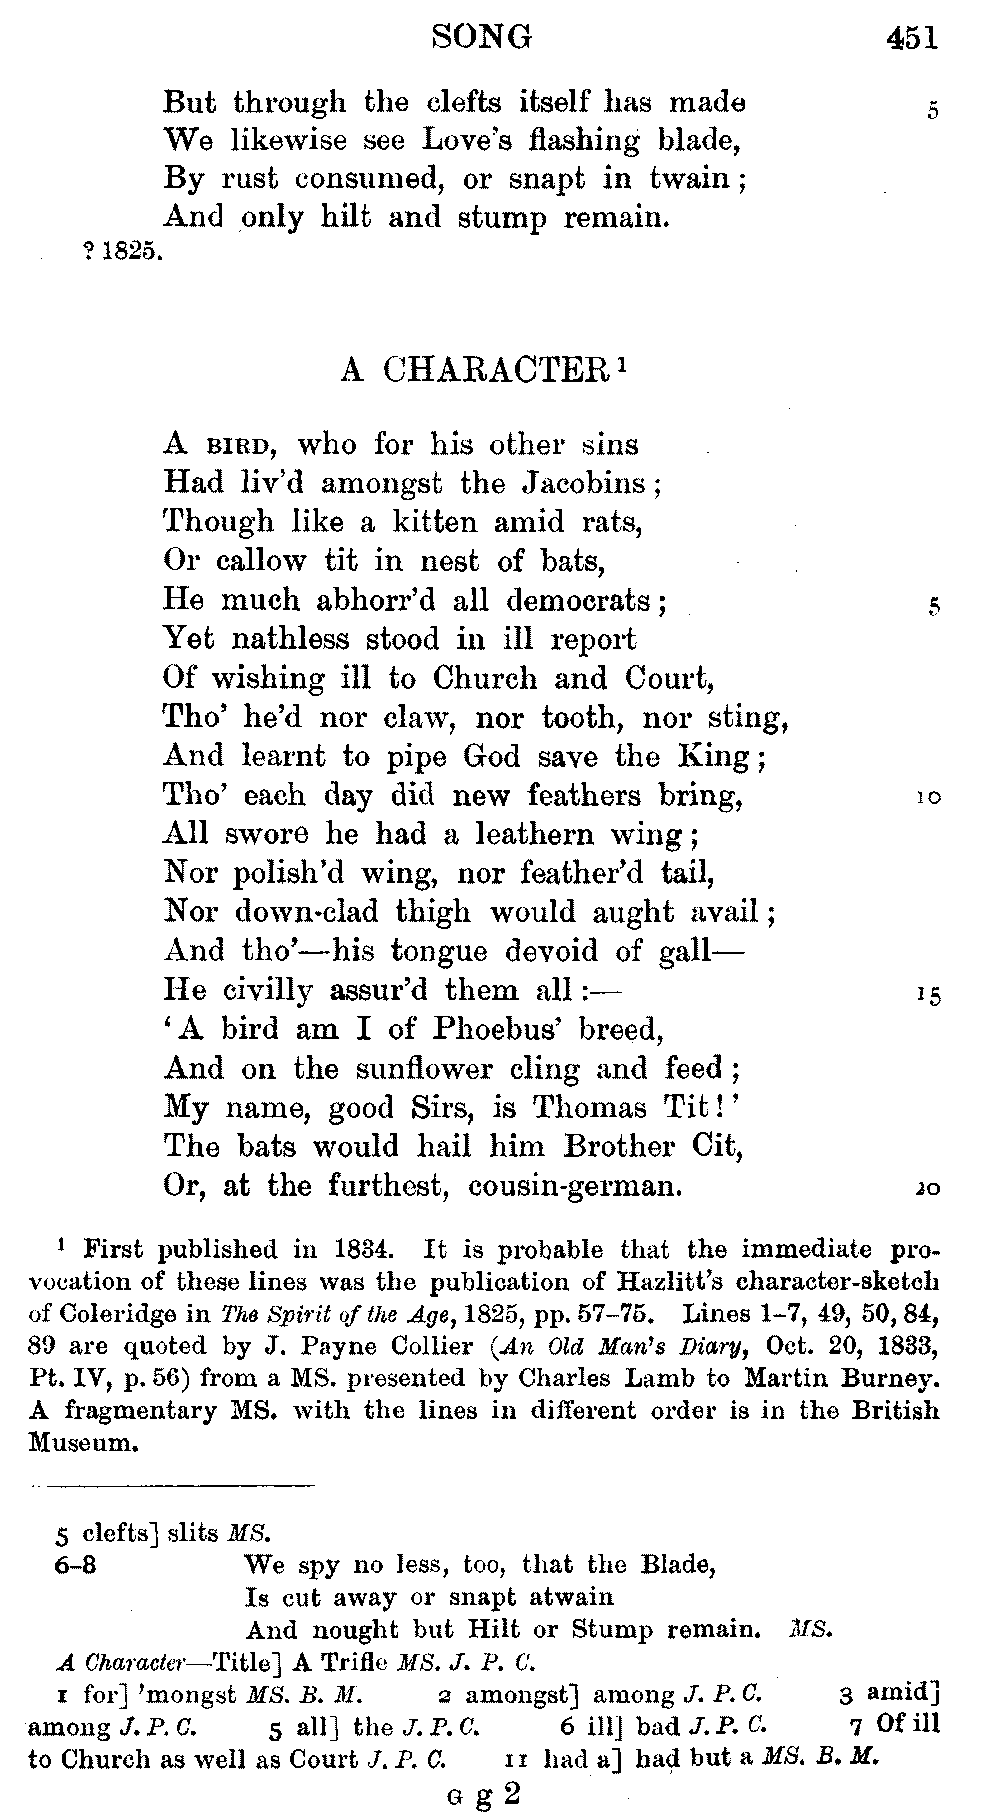 SONG 451
But through the clefts itself has made 5
We likewise see Love's flashing blade,
By rust consumed, or snapt in twain;
And only hilt and stump remain.
? 1825.
A CHARACTER¹
A BIRD, who for his other sins
Had liv'd amongst the Jacobins;
Though like a kitten amid rats,
Or callow tit in nest of bats,
He much abhorr'd all democrats; 5
Yet nathless stood in ill report
Of wishing ill to Church and Court,
Tho' he'd nor claw, nor tooth, nor sting,
And learnt to pipe God save the King;
Tho' each day did new feathers bring, 10
All swore he had a leathern wing;
Nor polish'd wing, nor feather'd tail,
Nor down-clad thigh would aught avail;
And tho'—his tongue devoid of gall—
He civilly assur'd them all:— 15
'A bird am I of Phoebus' breed,
And on the sunflower cling and feed;
My name, good Sirs, is Thomas Tit!'
The bats would hail him Brother Cit,
Or, at the furthest, cousin-german. 20
¹ First published in 1834. It is probable that the immediate pro-
vocation of these lines was the publication of Hazlitt's character-sketch
of Coleridge in The Spirit of the Age, 1825, pp. 57-75. Lines 1-7, 49, 50, 84,
89 are quoted by J. Payne Collier (An Old Man's Diary, Oct. 20, 1833,
Pt. IV, p. 56) from a MS. presented by Charles Lamb to Martin Burney.
A fragmentary MS. with the lines in different order is in the British
Museum.
5 clefts] slits MS.
6-8 We spy no less, too, that the Blade,
Is cut away or snapt atwain
And nought but Hilt or Stump remain. MS.
A Character—Title] A Trifle MS. J. P. C.
1 for] 'mongst MS. B. M. 2 amongst] among J. P. C. 3 amid]
among J. P. C. 5 all] the J. P. C. 6 ill] bad J. P. C. 7 Of ill
to Church as well as Court J. P. C. 11 had a] had but a MS. B. M.
G g 2